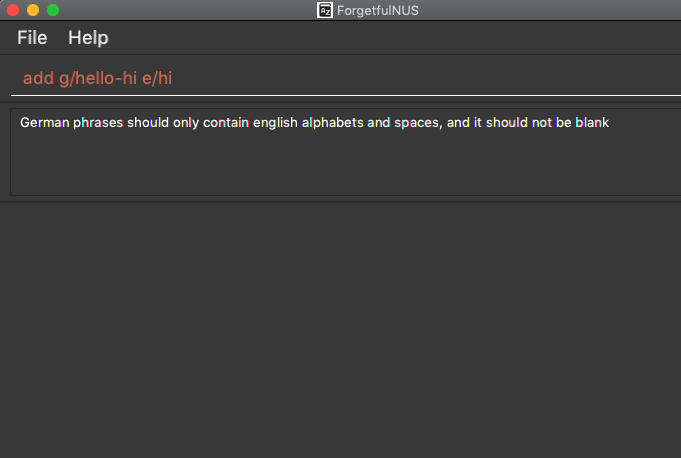 AZ ForgetfulNUS
File Help
add g/hello-hi e/hi
German phrases should only contain english alphabets and spaces, and it should not be blank